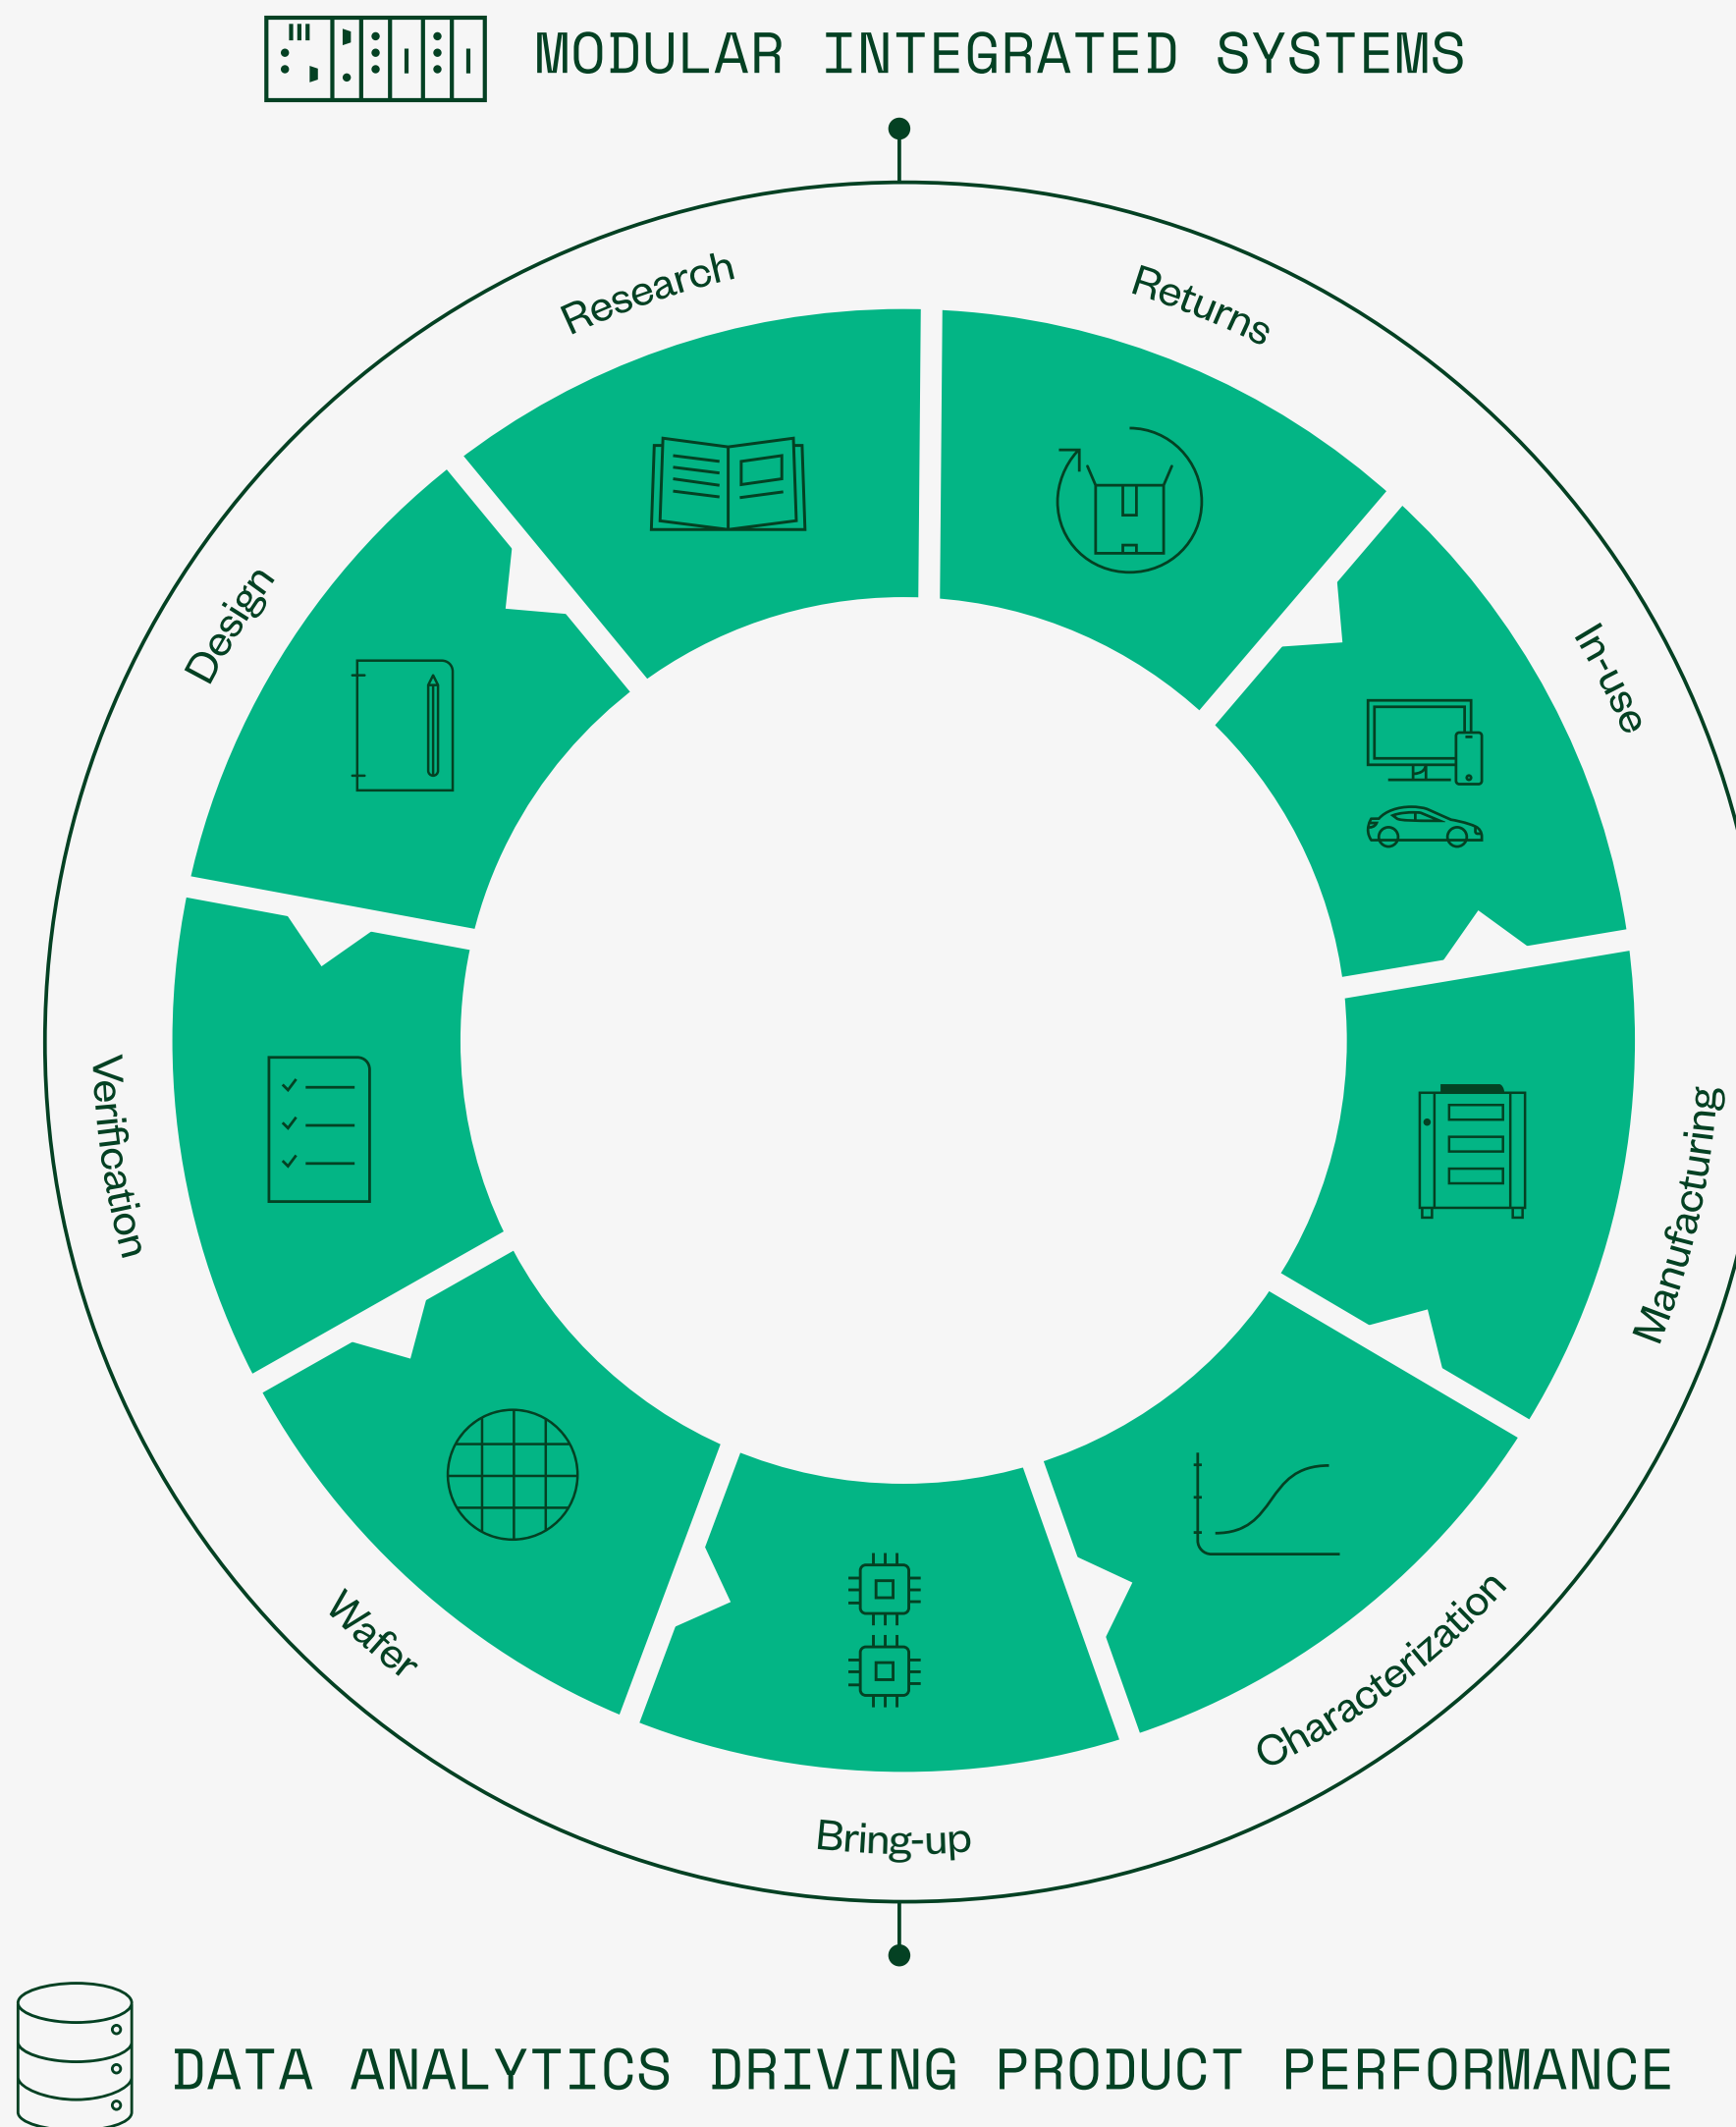 MODULAR INTEGRATED SYSTEMS
Research
Returns
Design
In-use
Verification
Manufacturing
Wafer
Characterization
Bring-up
DATA ANALYTICS DRIVING PRODUCT PERFORMANCE